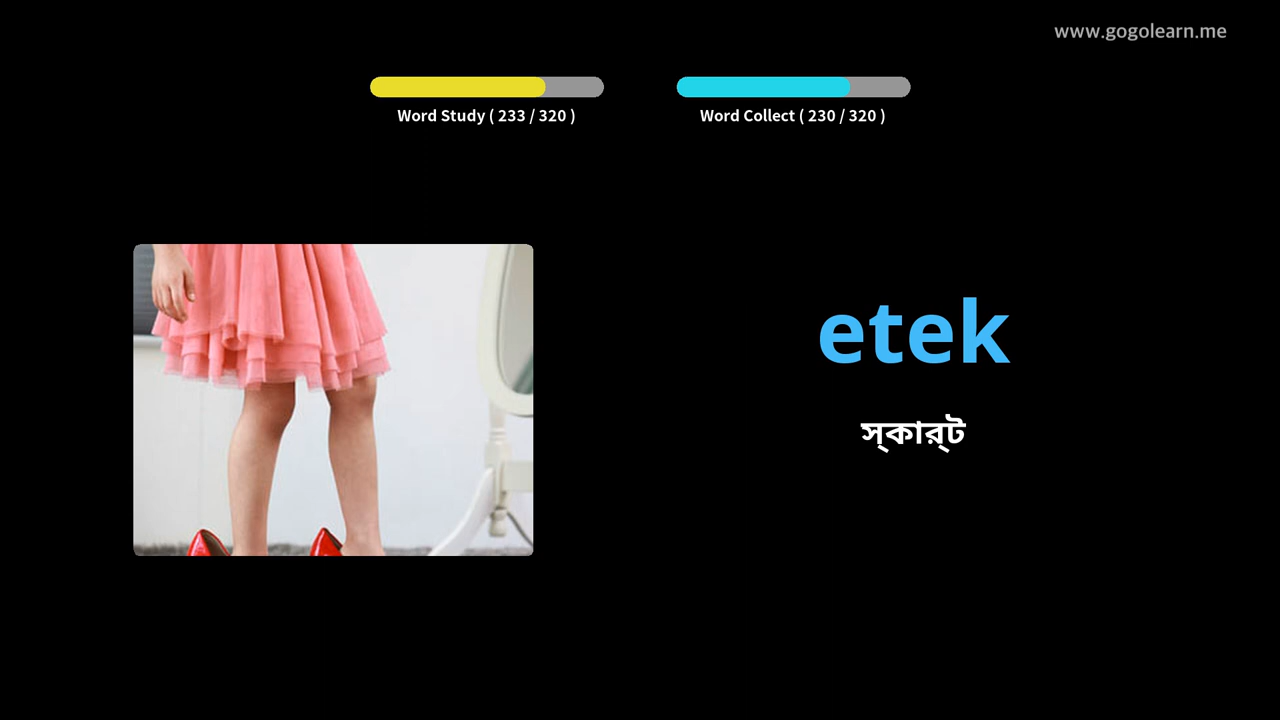 www.gogolearn.me
Word Study ( 233 / 320 )
Word Collect ( 230 / 320 )
etek
স্কার্ট